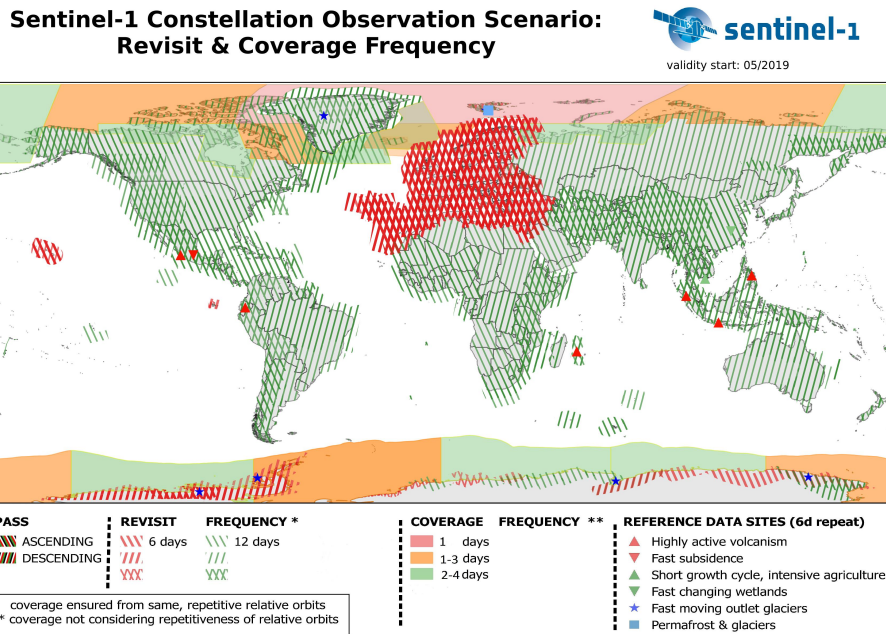 Sentinel-1 Constellation Observation Scenario:
Revisit & Coverage Frequency
sentinel-1
validity start: 05/2019
PASS
ASCENDING
DESCENDING
REVISIT FREQUENCY *
6 days 12 days
COVERAGE FREQUENCY **
1 days
1-3 days
2-4 days
REFERENCE DATA SITES (6d repeat)
Highly active volcanism
Fast subsidence
Short growth cycle, intensive agriculture
Fast changing wetlands
Fast moving outlet glaciers
Permafrost & glaciers
coverage ensured from same, repetitive relative orbits
* coverage not considering repetitiveness of relative orbits